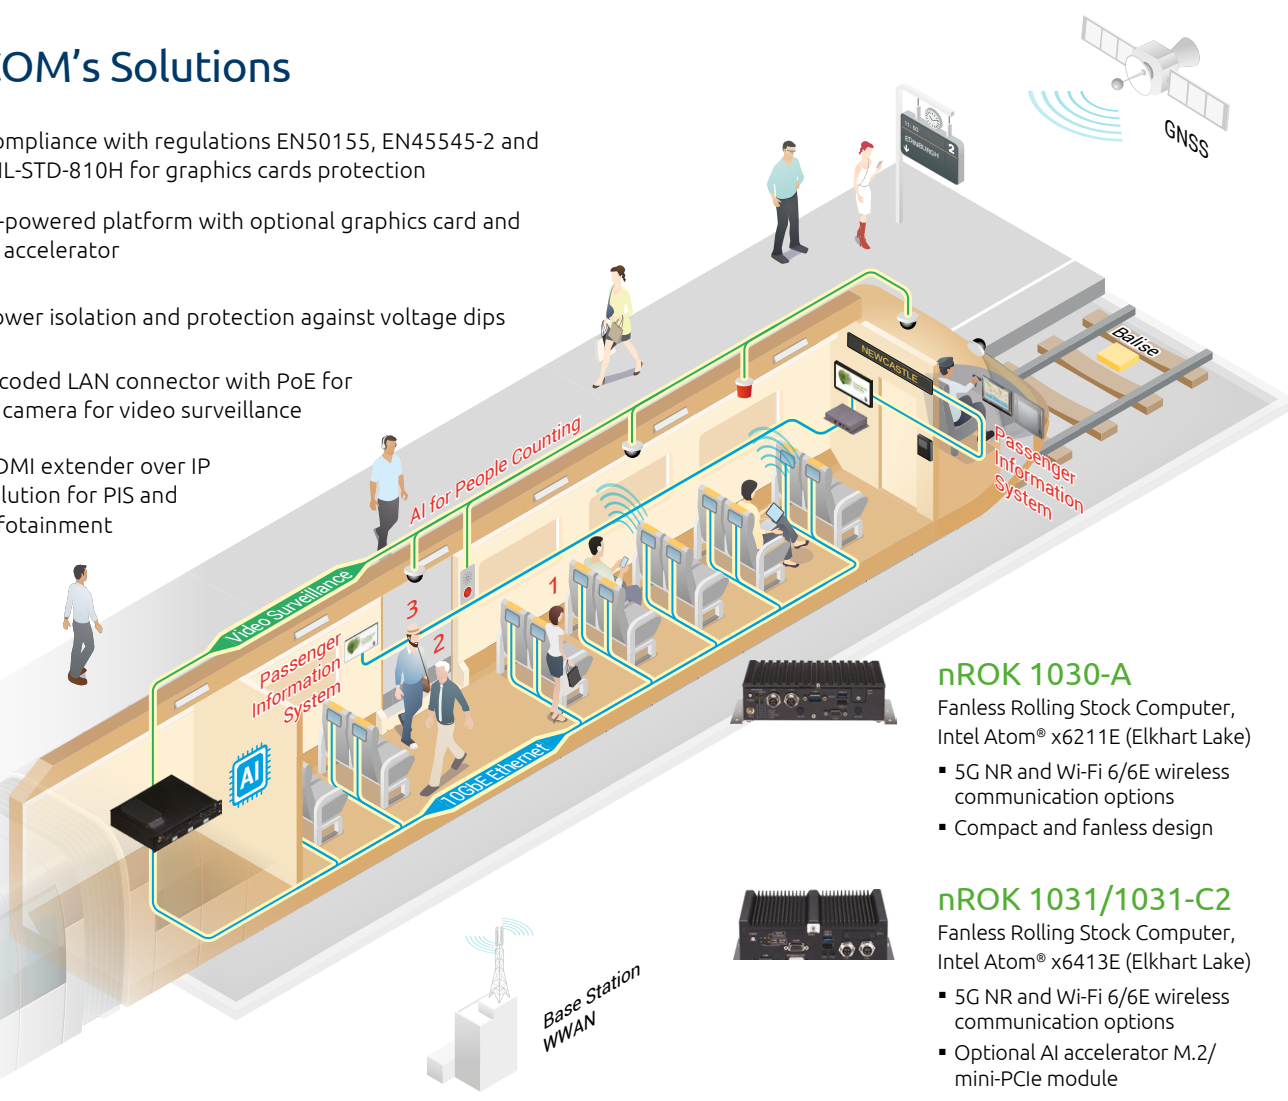 COM’s Solutions
ompliance with regulations EN50155, EN45545-2 and
IL-STD-810H for graphics cards protection
-powered platform with optional graphics card and
accelerator
ower isolation and protection against voltage dips
coded LAN connector with PoE for
camera for video surveillance
DMI extender over IP
lution for PIS and
fotainment
GNSS
11:50
EDINBURGH
2
Balise
NEWCASTLE
Passenger
Information
System
AI for People Counting
Video Surveillance
1
3
2
Passenger
Information
System
AI
10GbE Ethernet
Base Station
WWAN
nROK 1030-A
Fanless Rolling Stock Computer,
Intel Atom® x6211E (Elkhart Lake)
▪ 5G NR and Wi-Fi 6/6E wireless
communication options
▪ Compact and fanless design
nROK 1031/1031-C2
Fanless Rolling Stock Computer,
Intel Atom® x6413E (Elkhart Lake)
▪ 5G NR and Wi-Fi 6/6E wireless
communication options
▪ Optional AI accelerator M.2/
mini-PCIe module